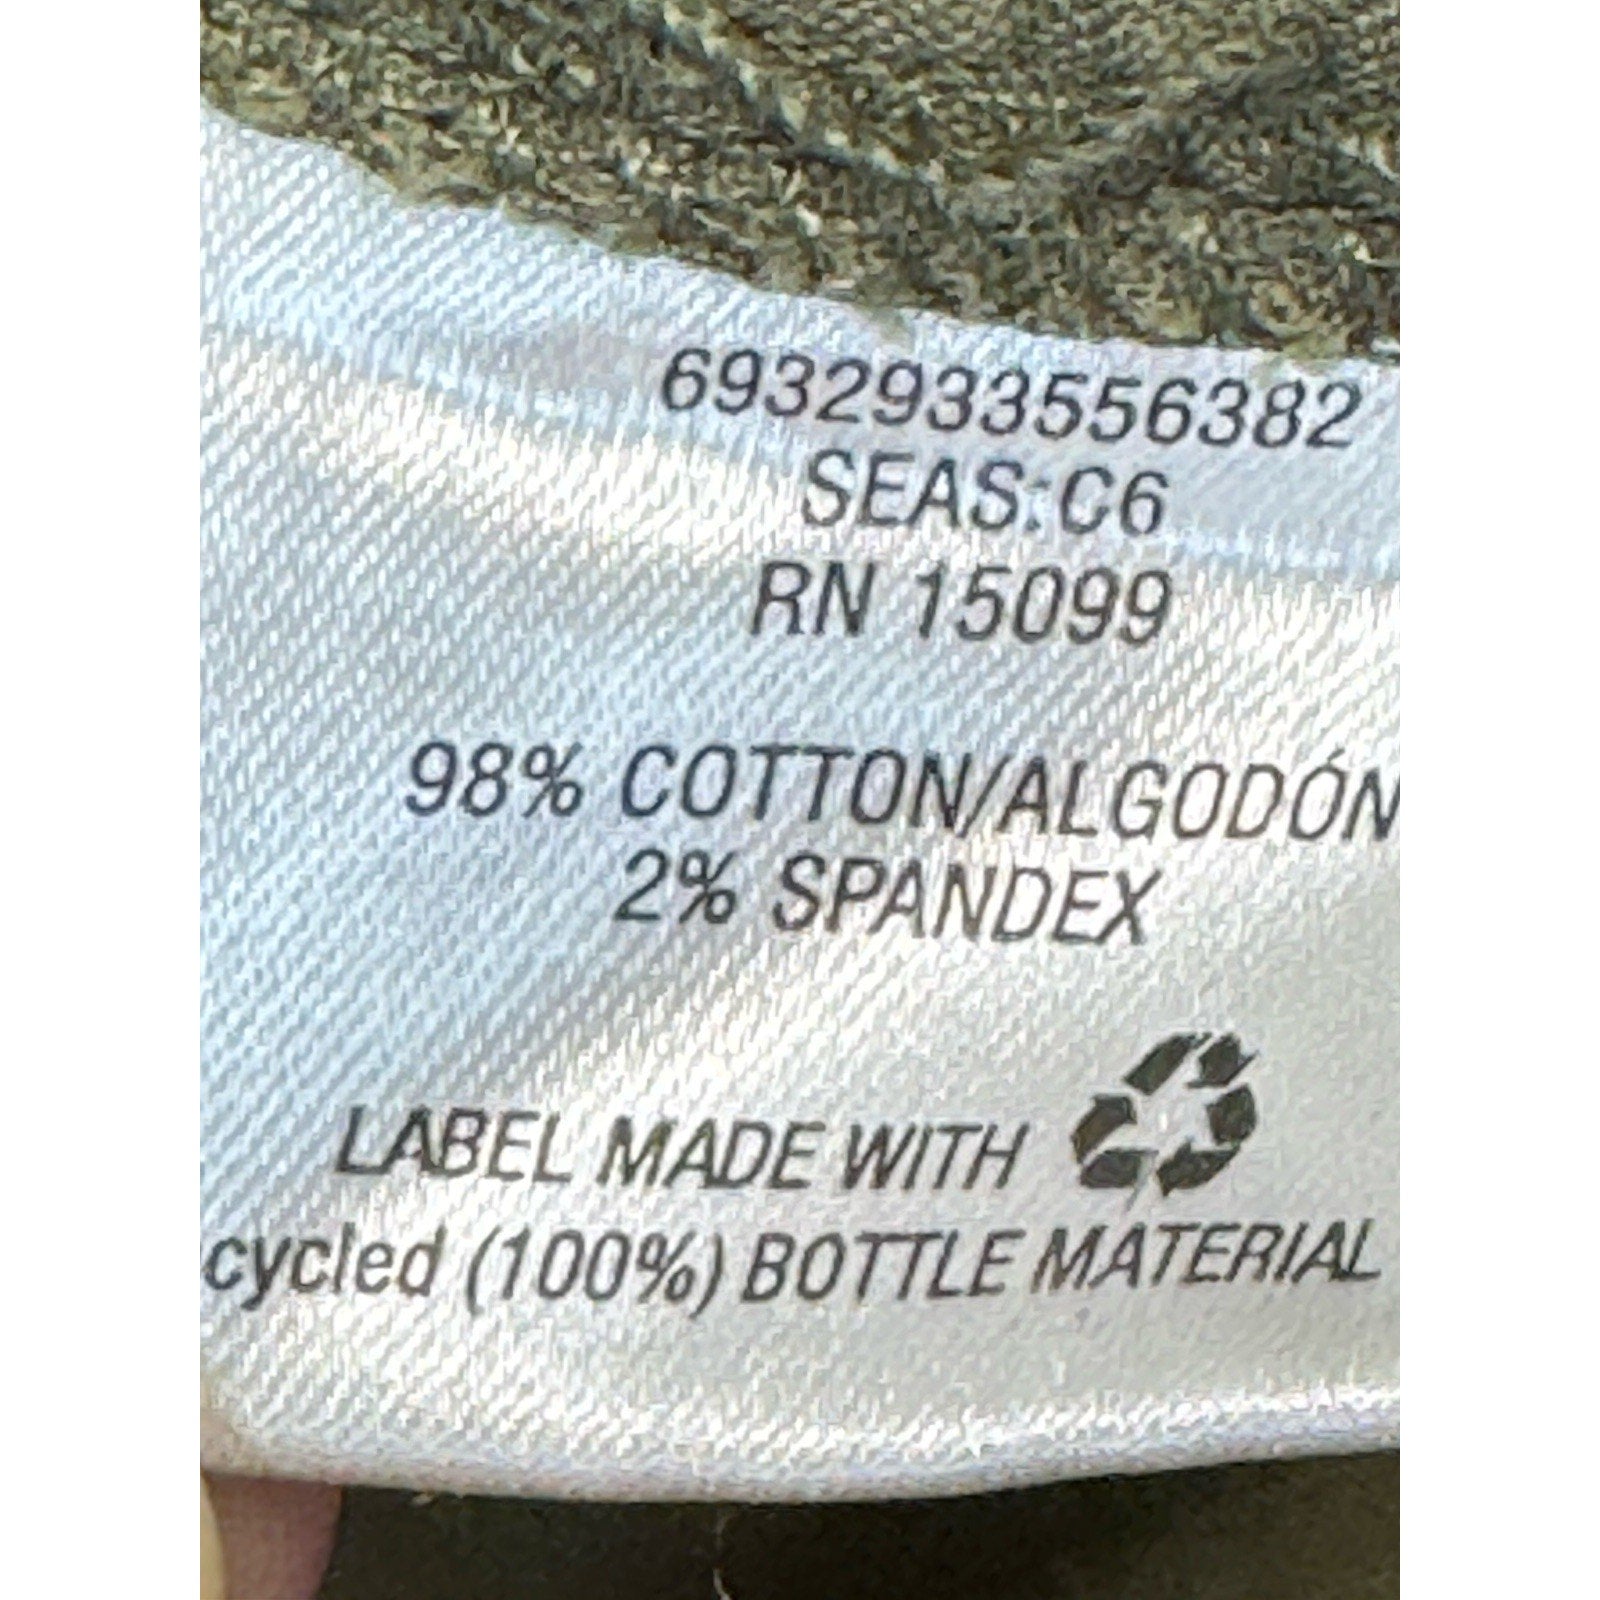 6932933556382
SEAS:C6
RN 15099
98% COTTON/ALGODÓN
2% SPANDEX
LABEL MADE WITH
cycled (100%) BOTTLE MATERIAL